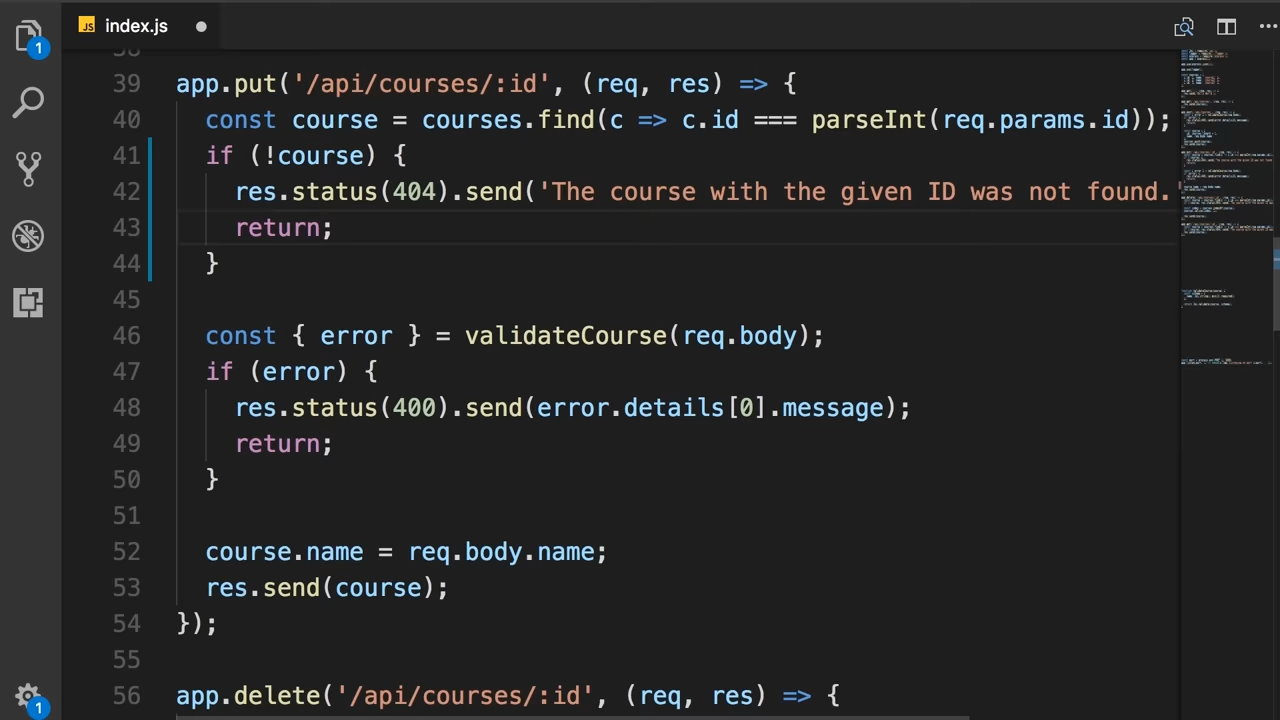 JS index.js
1
38
39 app.put('/api/courses/:id', (req, res) => {
40 const course = courses.find(c => c.id === parseInt(req.params.id));
41 if (!course) {
42 res.status(404).send('The course with the given ID was not found.
43 return;
44 }
45
46 const { error } = validateCourse(req.body);
47 if (error) {
48 res.status(400).send(error.details[0].message);
49 return;
50 }
51
52 course.name = req.body.name;
53 res.send(course);
54 });
55
56 app.delete('/api/courses/:id', (req, res) => {
1